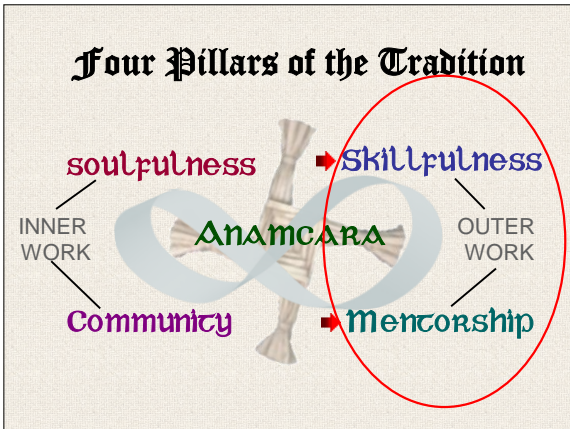 Four Pillars of the Tradition
soulfulness
Skillfulness
INNER
WORK
Anamcara
OUTER
WORK
Community
Mentorship